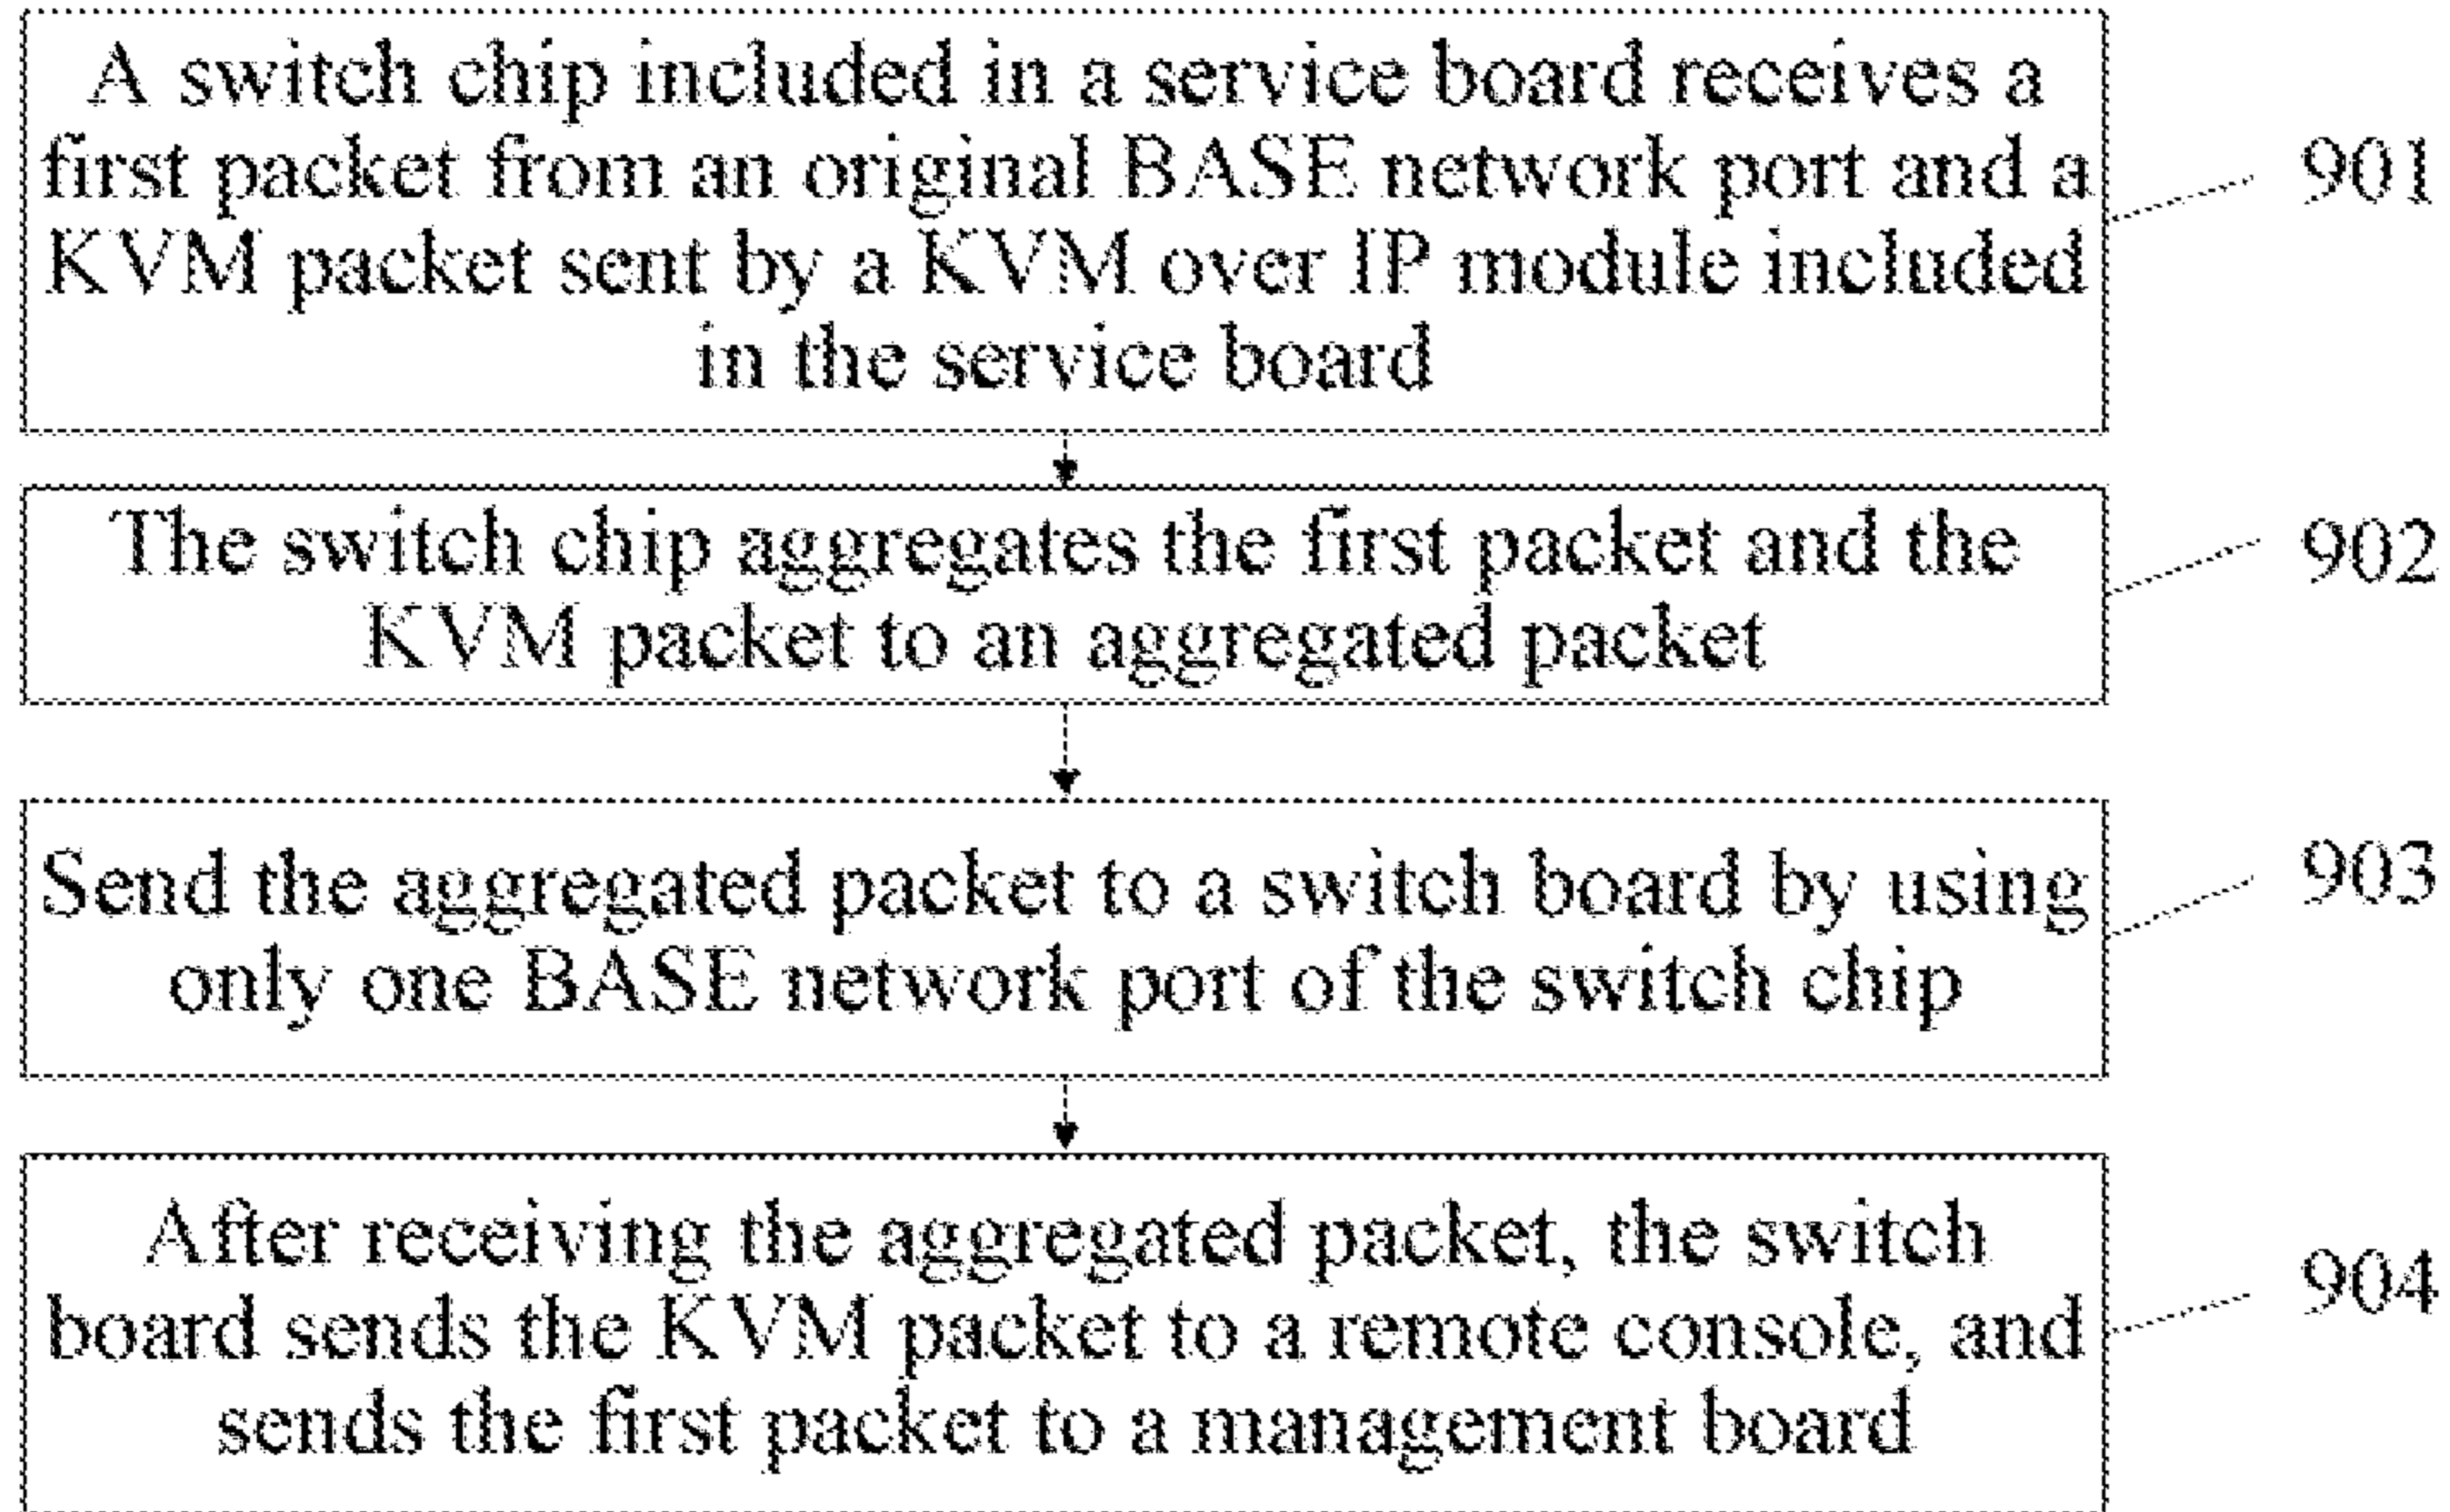 A switch chip included in a service board receives a
first packet from an original BASE network port and a
KVM packet sent by a KVM over IP module included
in the service board
901
The switch chip aggregates the first packet and the
KVM packet to an aggregated packet
902
Send the aggregated packet to a switch board by using
only one BASE network port of the switch chip
903
After receiving the aggregated packet, the switch
board sends the KVM packet to a remote console, and
sends the first packet to a management board
904